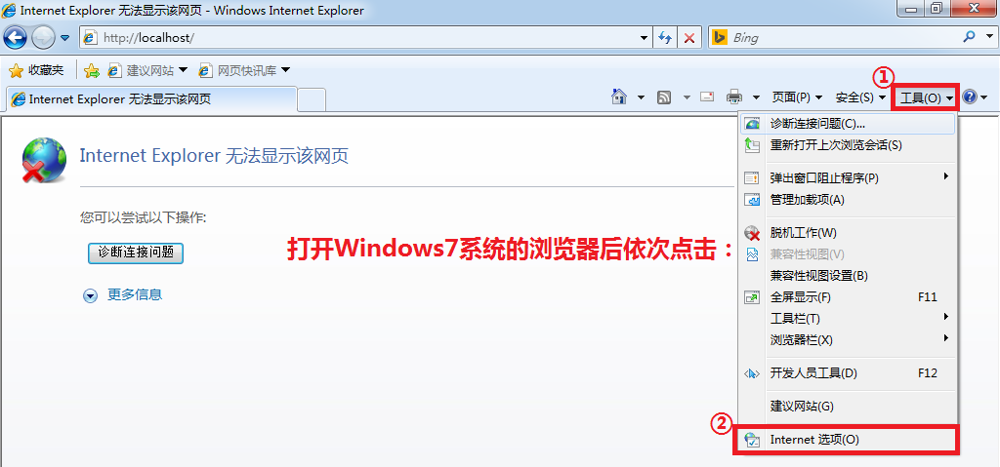 Internet Explorer 无法显示该网页 - Windows Internet Explorer
http://localhost/
Bing
收藏夹
建议网站
网页快讯库
①
Internet Explorer 无法显示该网页
页面(P)
安全(S)
工具(O)
Internet Explorer 无法显示该网页
您可以尝试以下操作:
诊断连接问题
更多信息
打开Windows7系统的浏览器后依次点击：
诊断连接问题(C)...
重新打开上次浏览会话(S)
弹出窗口阻止程序(P)
管理加载项(A)
脱机工作(W)
兼容性视图(V)
兼容性视图设置(B)
全屏显示(F) F11
工具栏(T)
浏览器栏(X)
开发人员工具(D) F12
建议网站(G)
②
Internet 选项(O)